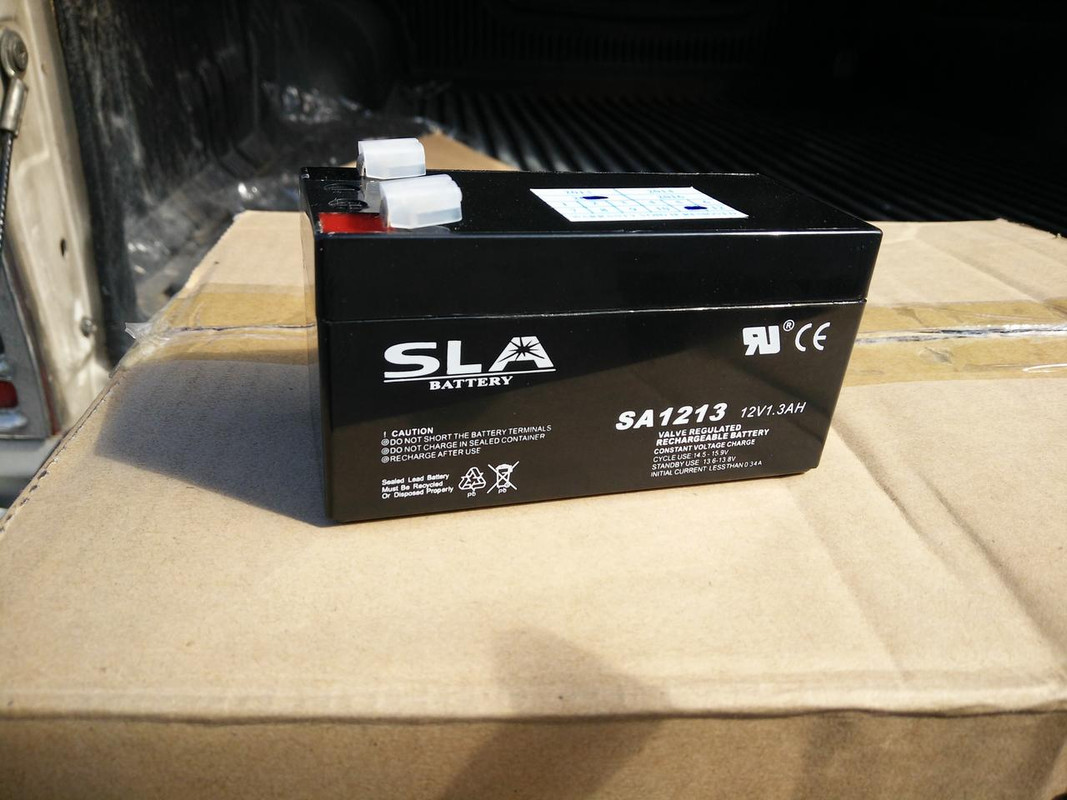 SLA
BATTERY
! CAUTION
@DO NOT SHORT THE BATTERY TERMINALS
@DO NOT CHARGE IN SEALED CONTAINER
@RECHARGE AFTER USE
Sealed Lead Battery
Must Be Recycled
Or Disposed Properly
Pb
Pb
RU® CE
SA1213 12V1.3AH
VALVE REGULATED
RECHARGEABLE BATTERY
CONSTANT VOLTAGE CHARGE
CYCLE USE:14.5 - 15.9V
STANDBY USE: 13.6-13.8V
INITIAL CURRENT LESSTHAN 0.34A